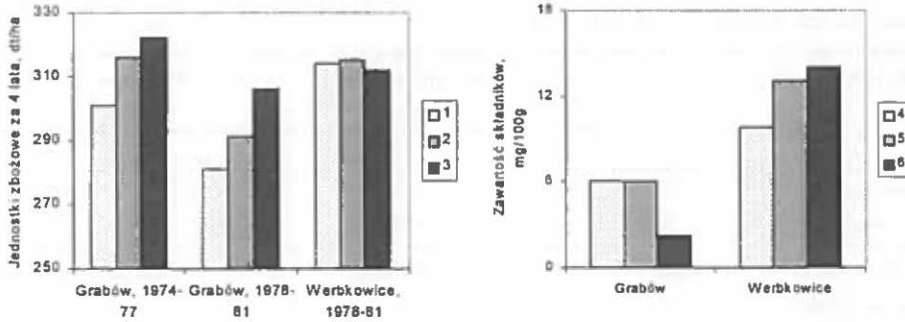 Jednostki zbożowe za 4 lata, dt/ha
330
310
290
270
250
Grabów, 1974-
77
Grabów, 1978-
81
Werbkowice,
1978-81
1
2
3
Zawartość składników,
mg/100g
18
12
6
0
Grabów
Werbkowice
4
5
6